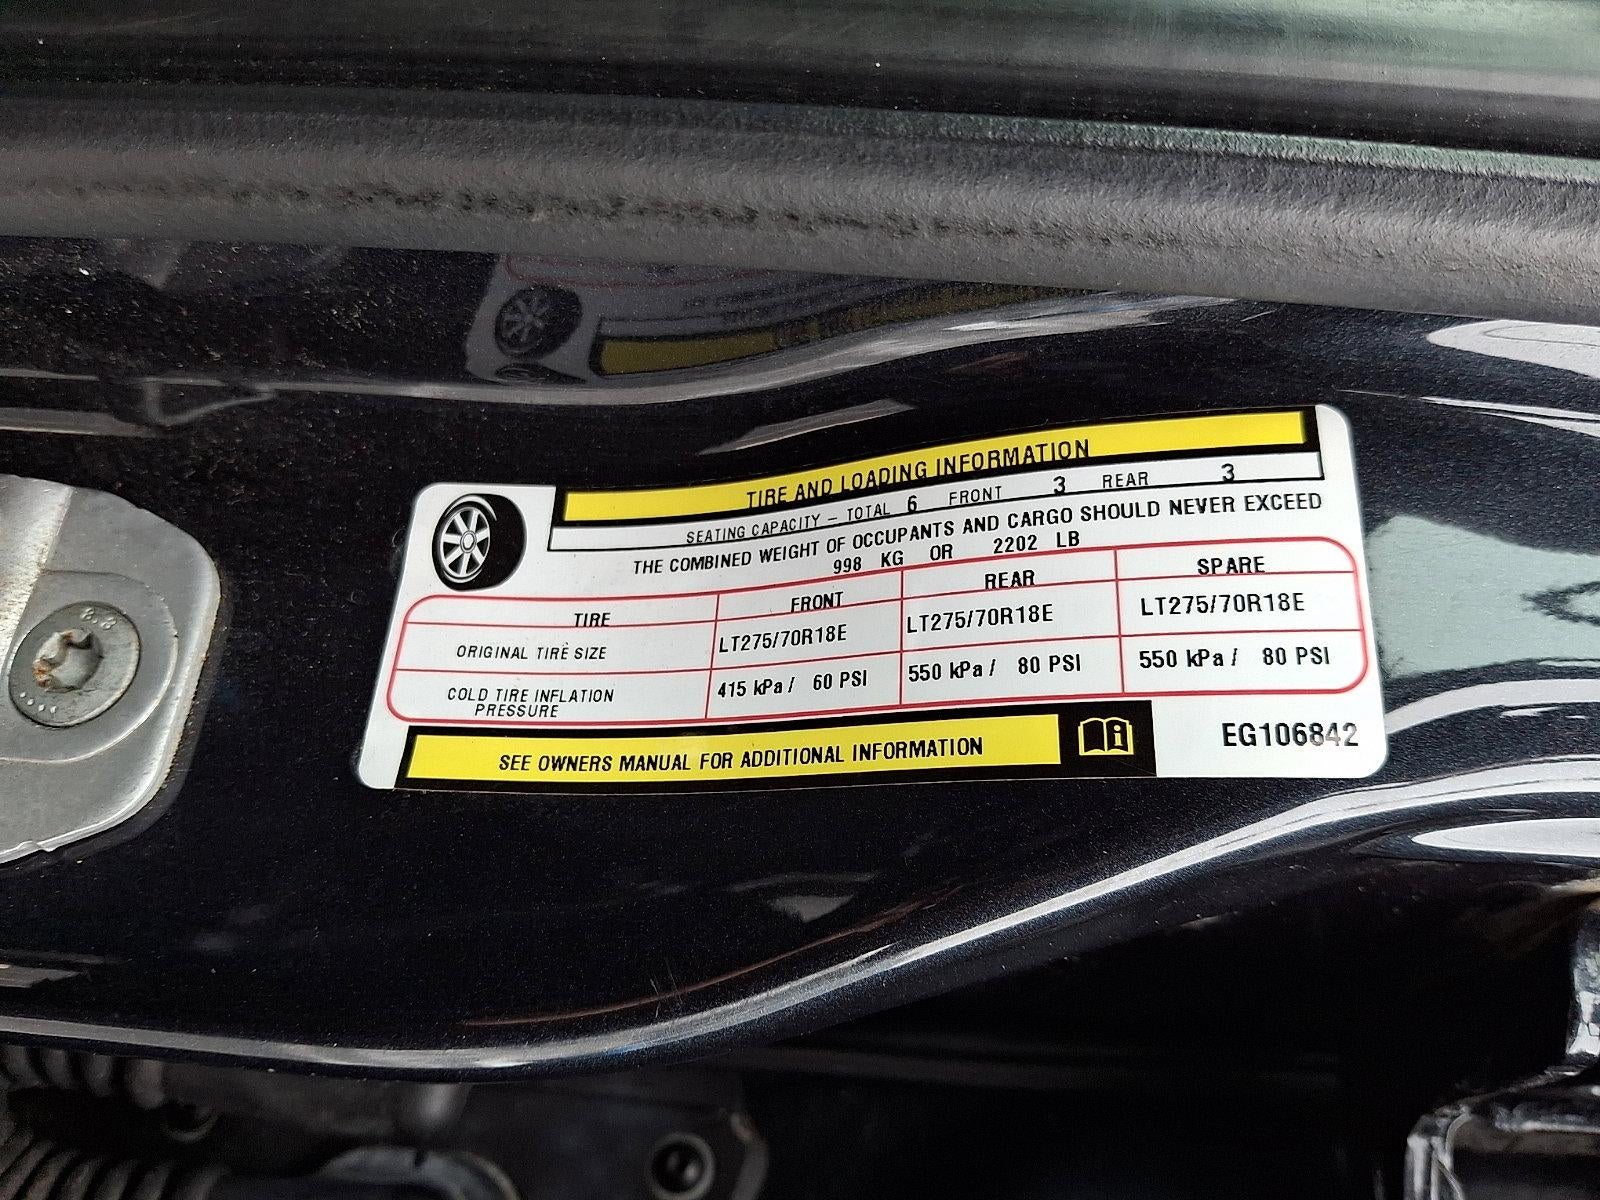 TIRE AND LOADING INFORMATION
SEATING CAPACITY – TOTAL 6 FRONT 3 REAR 3
THE COMBINED WEIGHT OF OCCUPANTS AND CARGO SHOULD NEVER EXCEED
998 KG OR 2202 LB
TIRE FRONT REAR SPARE
ORIGINAL TIRE SIZE LT275/70R18E LT275/70R18E LT275/70R18E
COLD TIRE INFLATION PRESSURE 415 kPa / 60 PSI 550 kPa / 80 PSI 550 kPa / 80 PSI
SEE OWNERS MANUAL FOR ADDITIONAL INFORMATION
EG106842
8.8